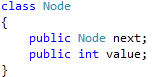 class Node
{
    public Node next;
    public int value;
}